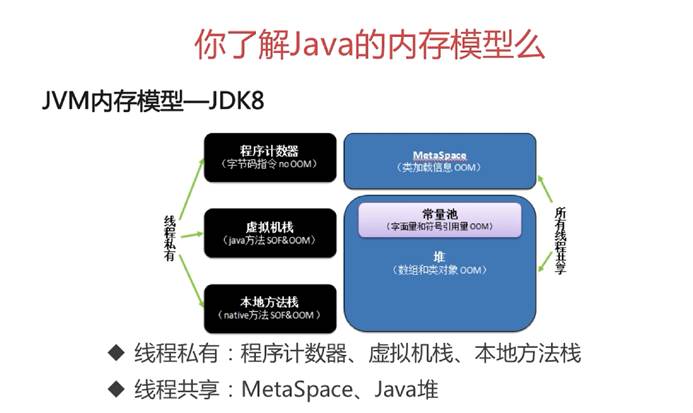 你了解Java的内存模型么
JVM内存模型—JDK8
程序计数器
(字节码指令 no OOM)
MetaSpace
(类加载信息 OOM)
线程私有
虚拟机栈
(java方法 SOF&OOM)
常量池
(字面量和符号引用量 OOM)
堆
(数组和类对象 OOM)
所有线程共享
本地方法栈
(native方法 SOF&OOM)
◆ 线程私有：程序计数器、虚拟机栈、本地方法栈
◆ 线程共享：MetaSpace、Java堆